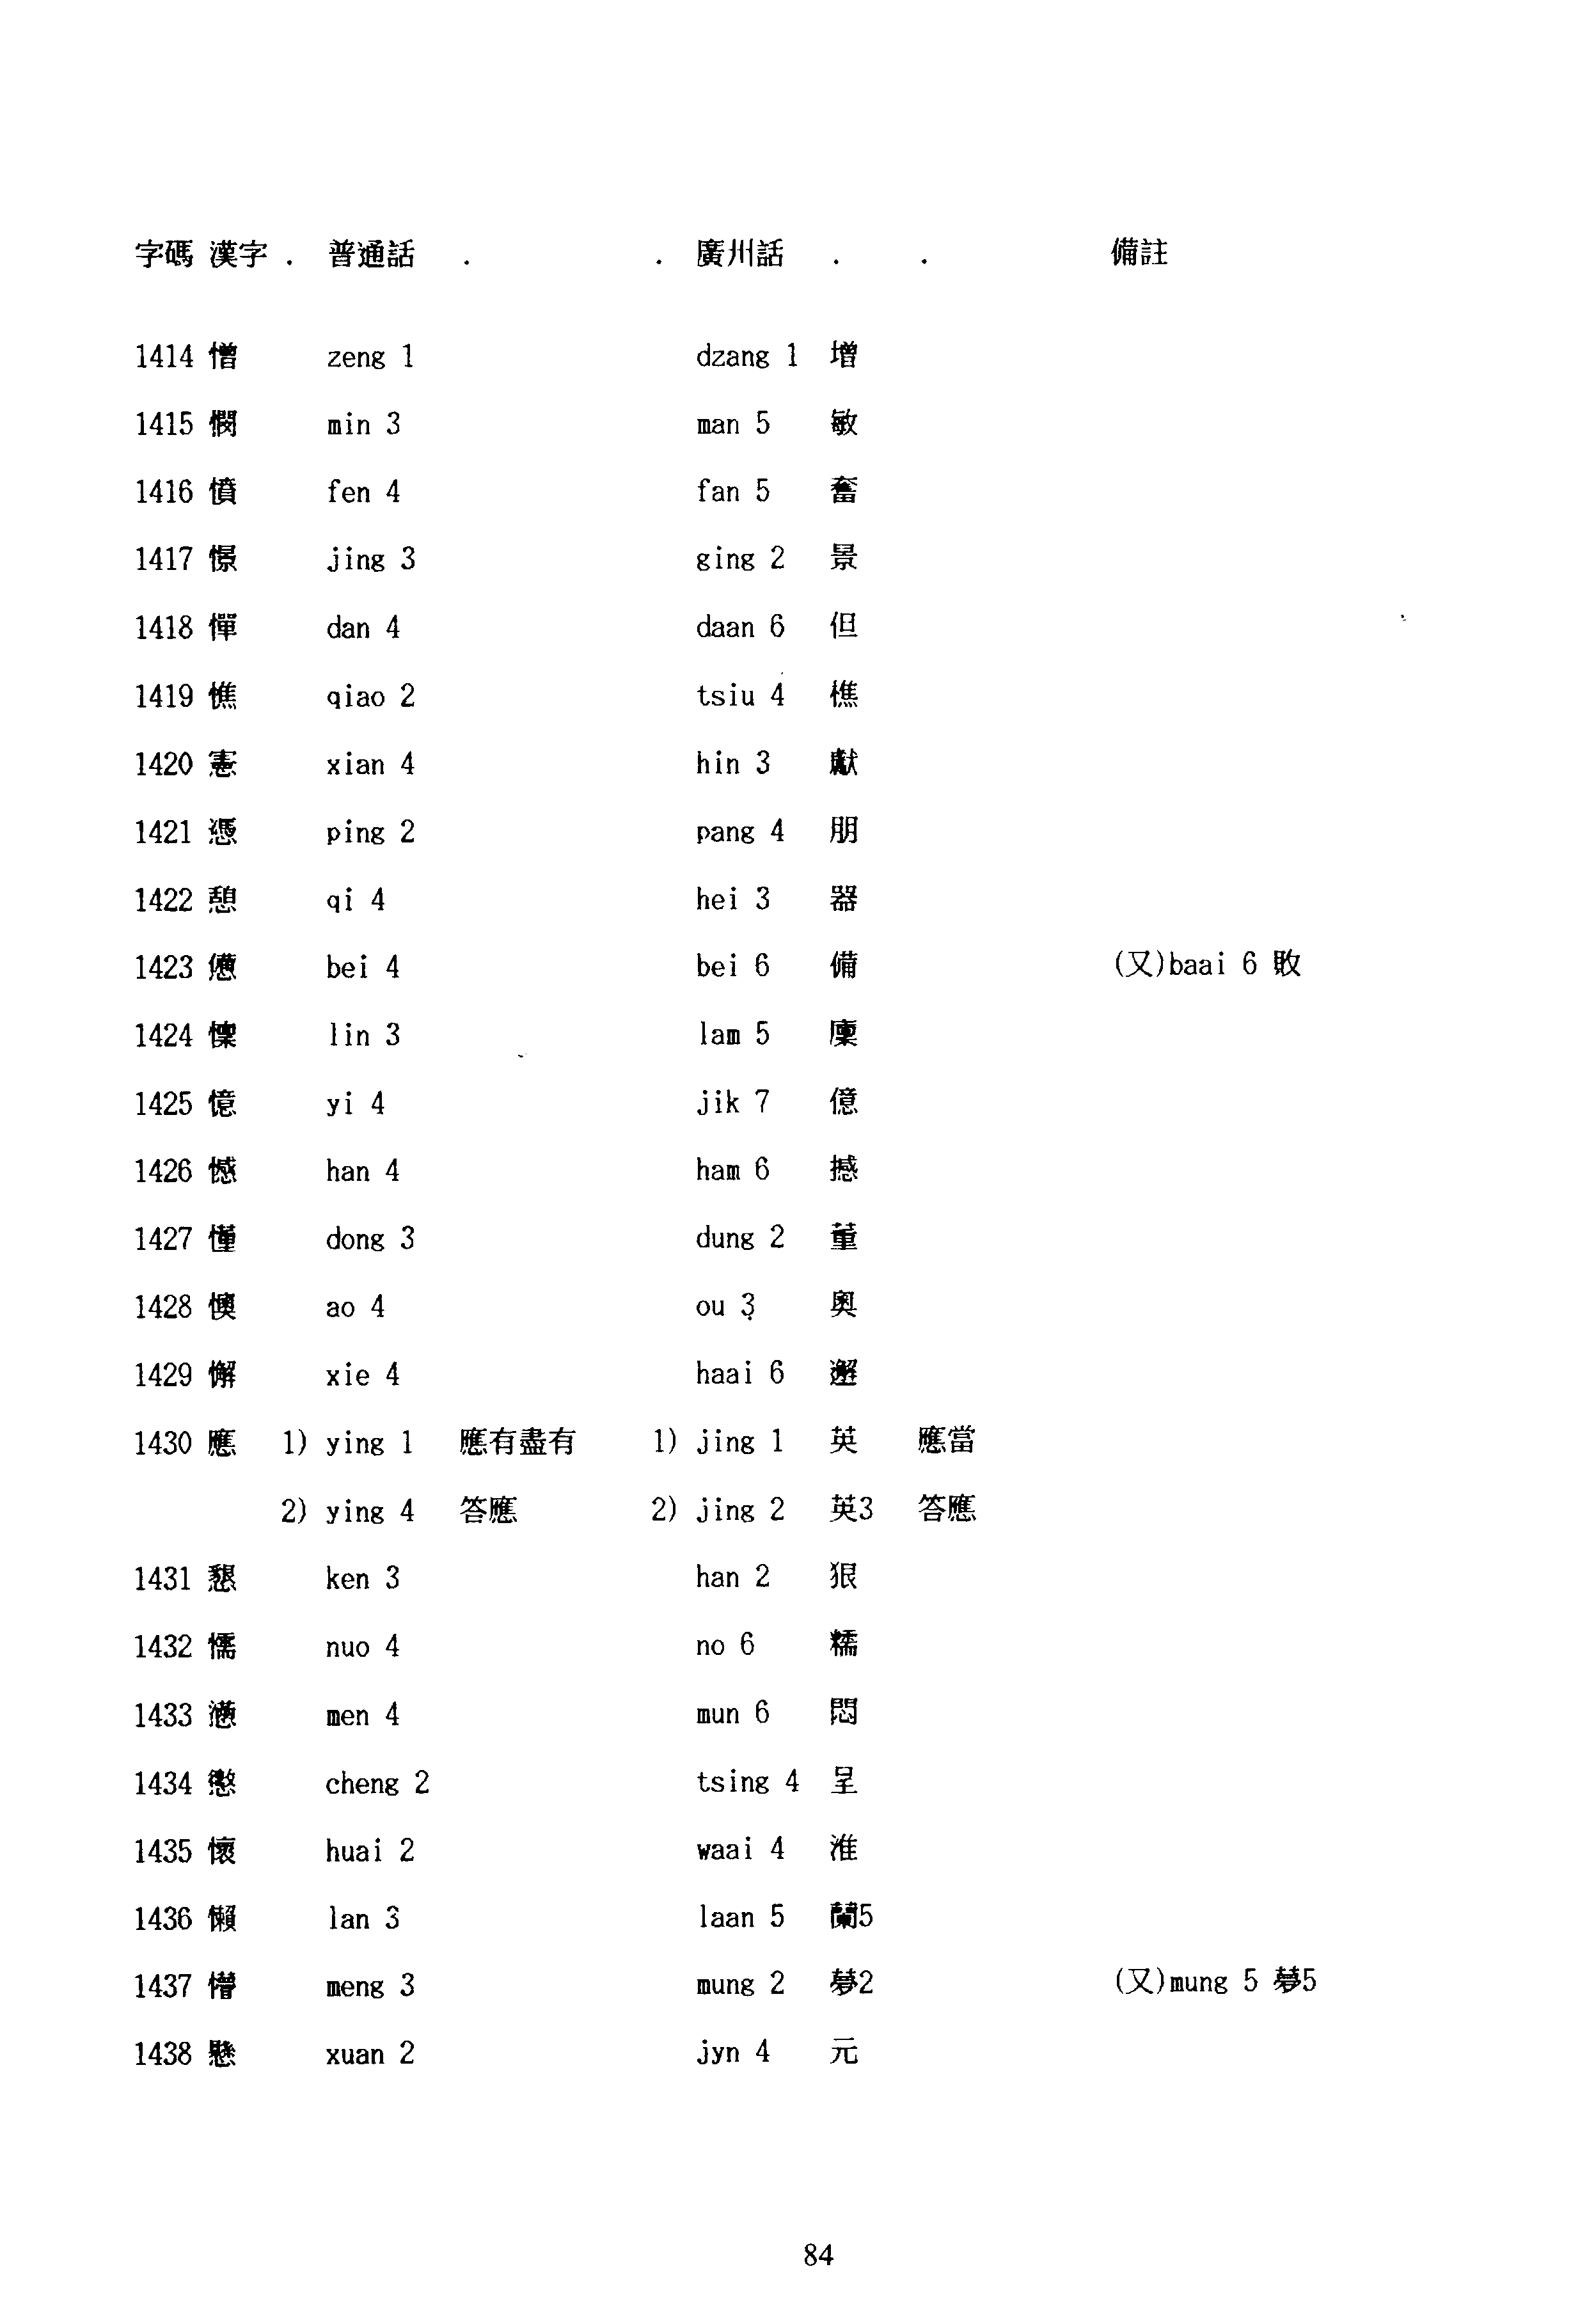 字碼 漢字 . 普通話 . . 廣州話 . . 備註
1414 憎 zeng 1 dzang 1 增
1415 憫 min 3 man 5 敏
1416 憤 fen 4 fan 5 奮
1417 憬 jing 3 ging 2 景
1418 憚 dan 4 daan 6 但
1419 憔 qiao 2 tsiu 4 樵
1420 憲 xian 4 hin 3 獻
1421 憑 ping 2 pang 4 朋
1422 憩 qi 4 hei 3 器
1423 憊 bei 4 bei 6 備 (又)baai 6 敗
1424 懍 lin 3 lam 5 廩
1425 憶 yi 4 jik 7 億
1426 憾 han 4 ham 6 撼
1427 懂 dong 3 dung 2 董
1428 懊 ao 4 ou 3 奧
1429 懈 xie 4 haai 6 邂
1430 應 1) ying 1 應有盡有 1) jing 1 英 應當
2) ying 4 答應 2) jing 2 英3 答應
1431 懇 ken 3 han 2 狠
1432 懦 nuo 4 no 6 糯
1433 懣 men 4 mun 6 悶
1434 懲 cheng 2 tsing 4 呈
1435 懷 huai 2 waai 4 淮
1436 懶 lan 3 laan 5 蘭5
1437 懵 meng 3 mung 2 夢2 (又)mung 5 夢5
1438 懸 xuan 2 jyn 4 元
84